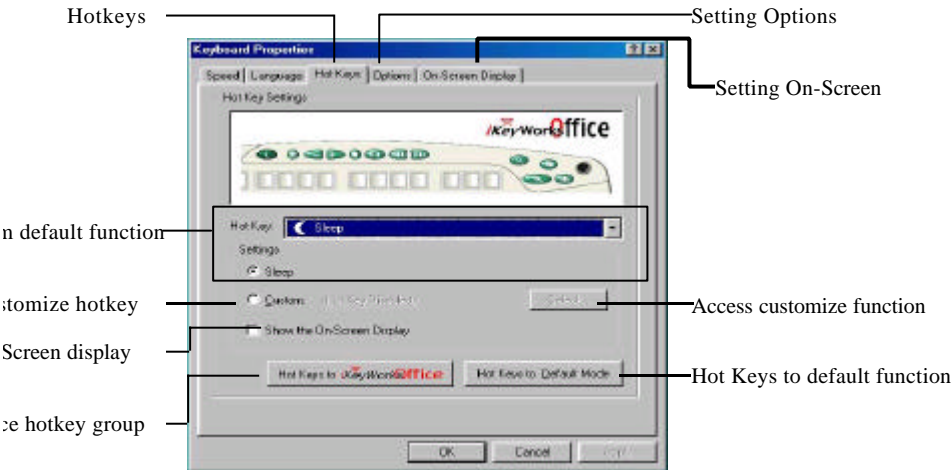 Hotkeys
Setting Options
Keyboard Properties
Speed Language Hot Keys Options On-Screen Display
Setting On-Screen
Hot Key Settings
iKeyWorks Office
n default function
Hot Key: Sleep
Settings
Sleep
stomize hotkey
Custom
Access customize function
Screen display
Show the On-Screen Display
Hot Keys to iKeyWorks Office
Hot Keys to Default Mode
Hot Keys to default function
ce hotkey group
OK
Cancel